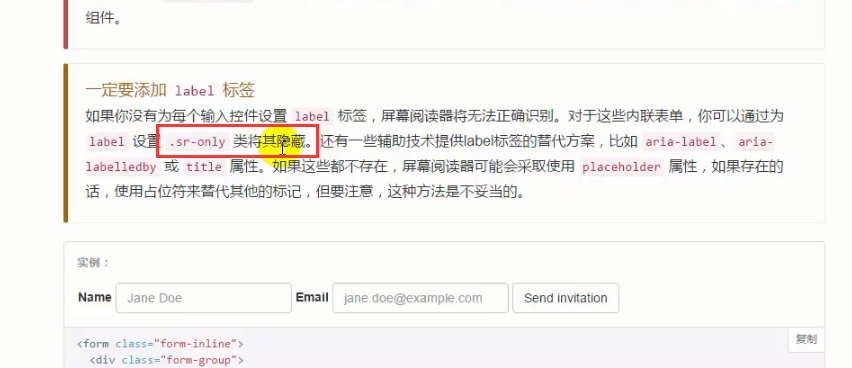 组件。
一定要添加 label 标签
如果你没有为每个输入控件设置 label 标签，屏幕阅读器将无法正确识别。对于这些内联表单，你可以通过为
label 设置 .sr-only 类将其隐藏。还有一些辅助技术提供label标签的替代方案，比如 aria-label、aria-
labelledby 或 title 属性。如果这些都不存在，屏幕阅读器可能会采取使用 placeholder 属性，如果存在的
话，使用占位符来替代其他的标记，但要注意，这种方法是不妥当的。
实例：
Name Jane Doe Email jane.doe@example.com Send invitation
复制
<form class="form-inline">
<div class="form-group">